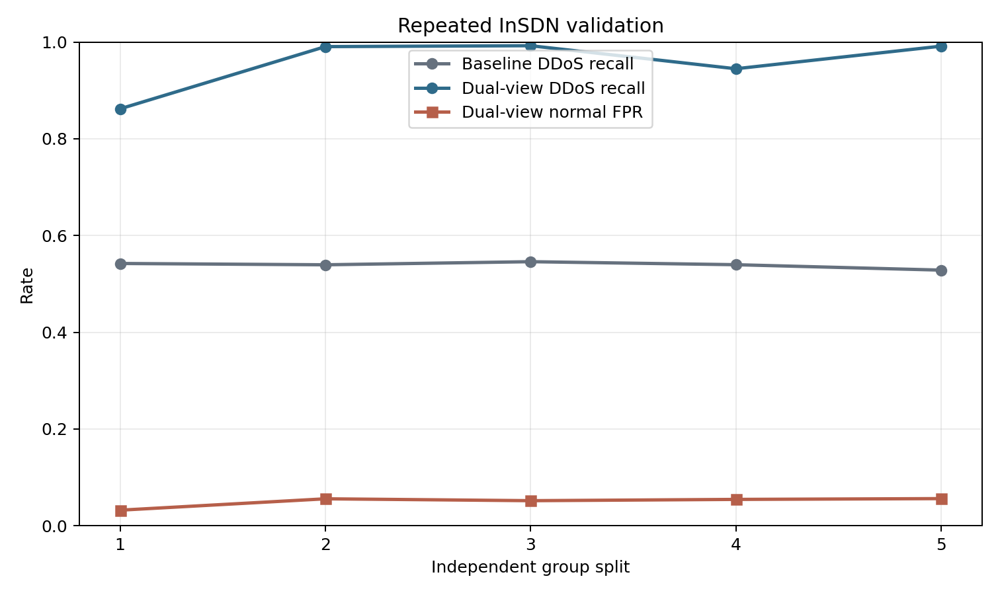 Repeated InSDN validation
1.0
0.8
0.6
0.4
0.2
0.0
Rate
Baseline DDoS recall
Dual-view DDoS recall
Dual-view normal FPR
1 2 3 4 5
Independent group split